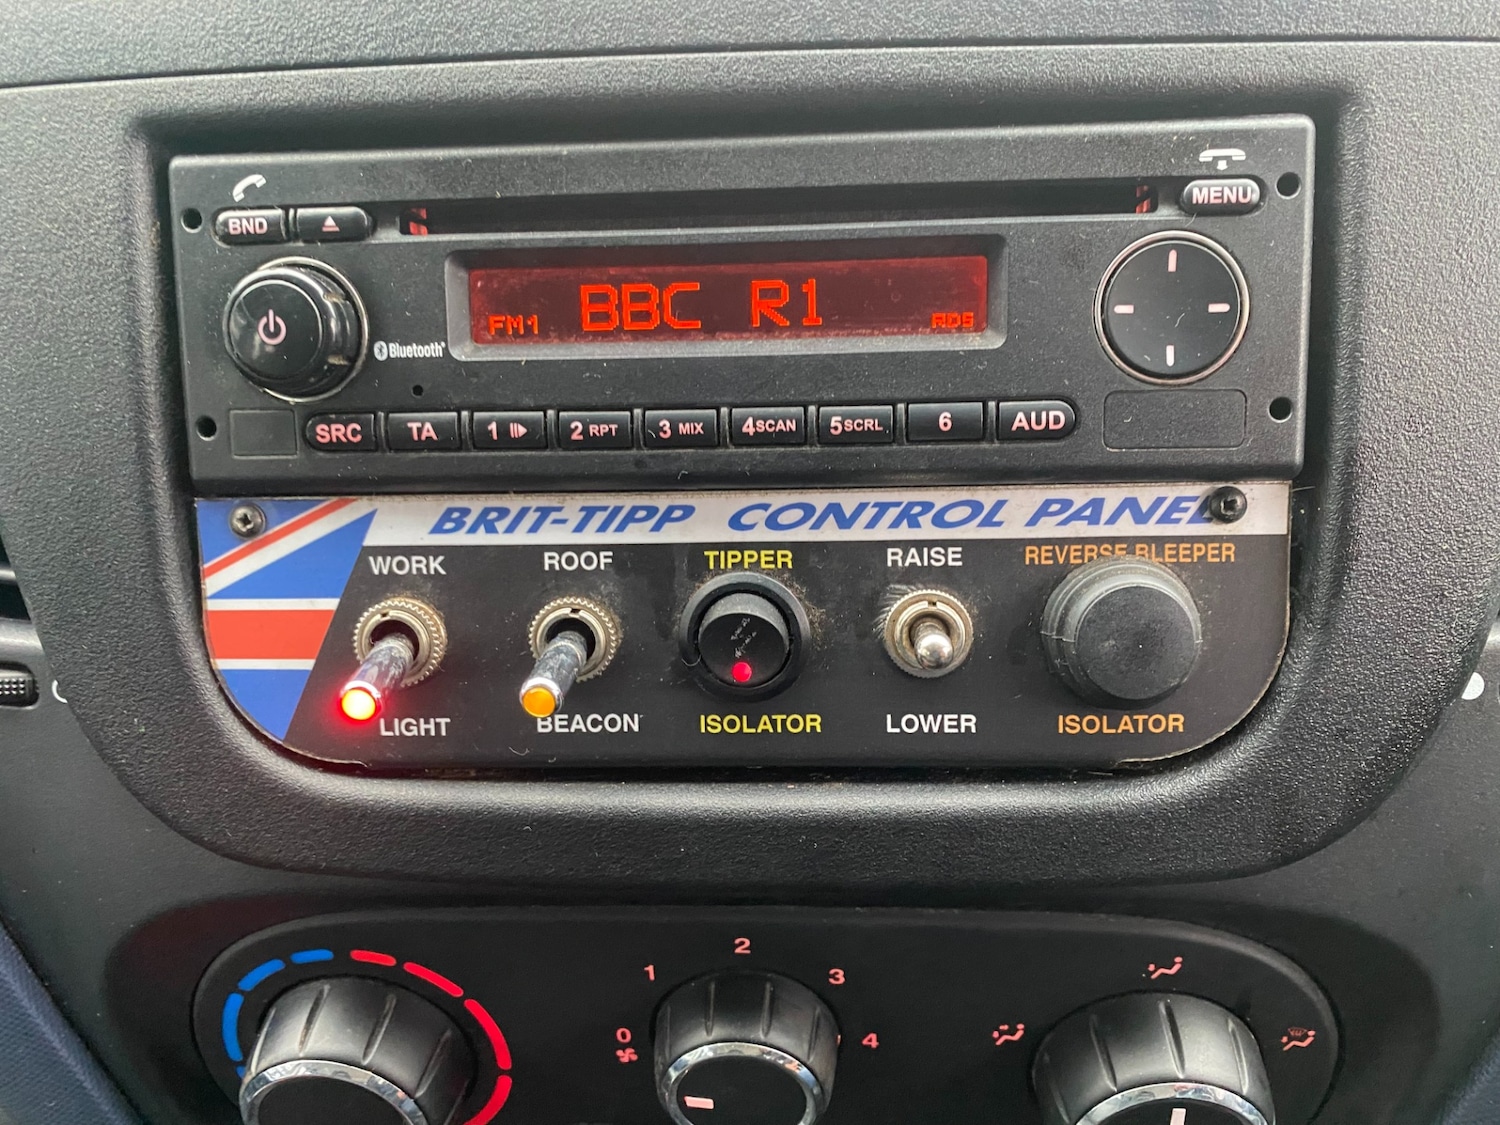 BND
MENU
FM1 BBC R1 RDS
Bluetooth
SRC TA 1 2 RPT 3 MIX 4SCAN 5SCRL 6 AUD
BRIT-TIPP CONTROL PANEL
WORK ROOF TIPPER RAISE REVERSE BLEEPER
LIGHT BEACON ISOLATOR LOWER ISOLATOR
2
1 3
0 4